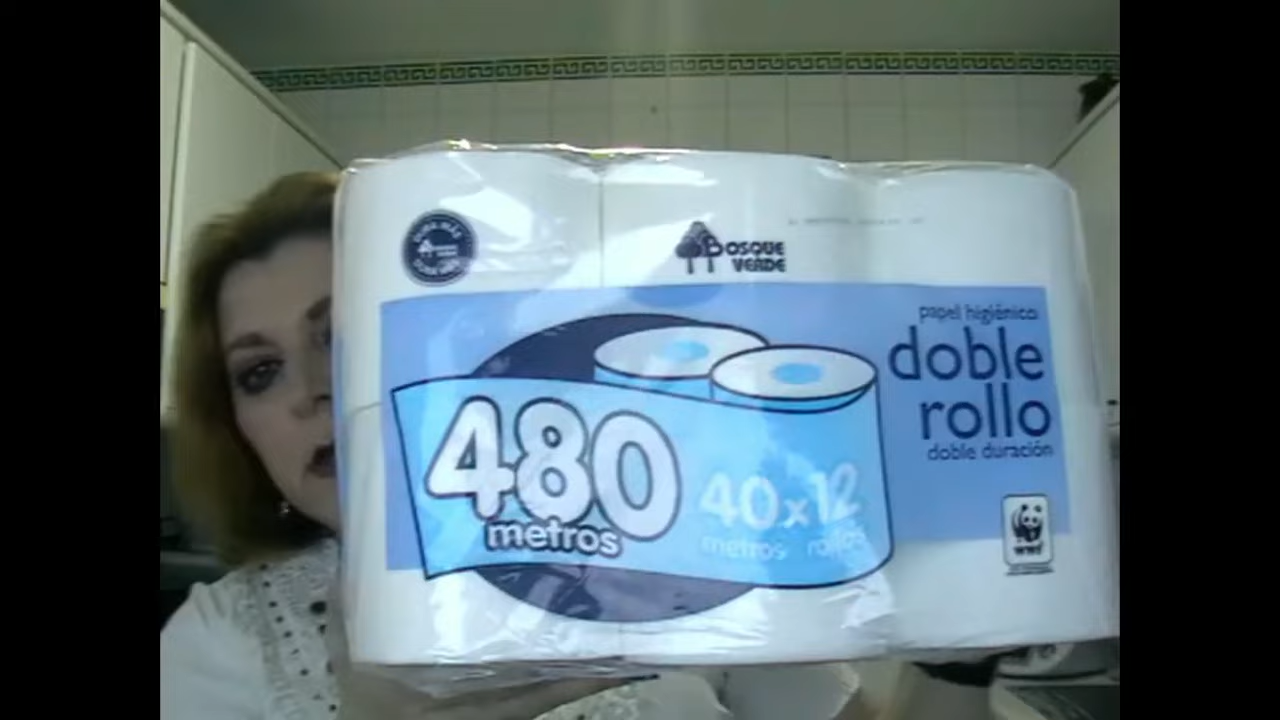 BOSQUE
VERDE
papel higiénico
doble
rollo
doble duración
480
metros
40x12
metros rollos
WWF